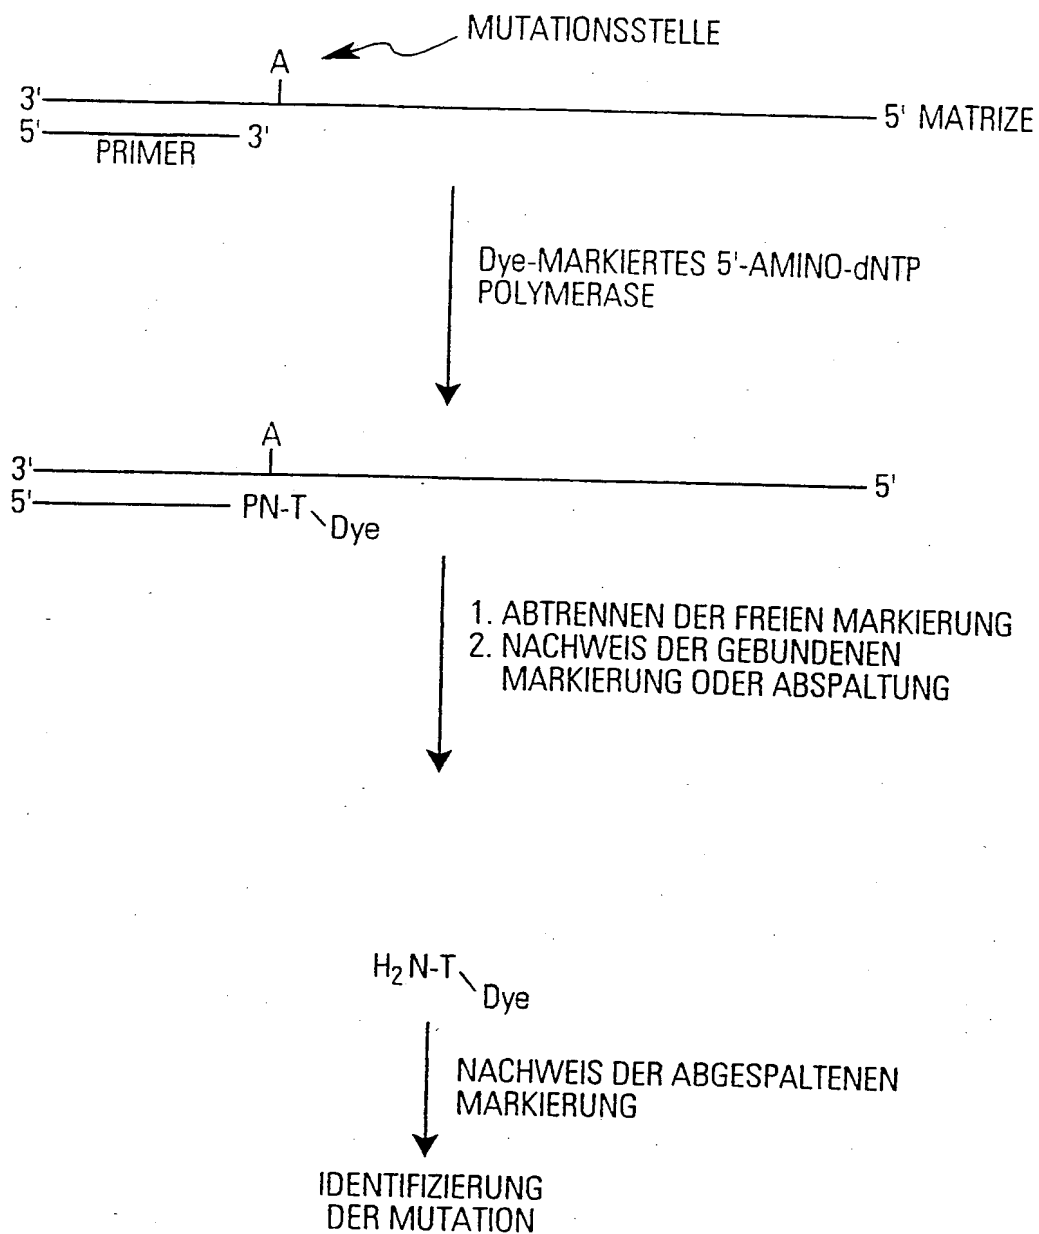 MUTATIONSSTELLE
A
3' 5' MATRIZE
5' 3'
PRIMER
Dye-MARKIERTES 5'-AMINO-dNTP
POLYMERASE
A
3' 5'
5' PN-T
Dye
1. ABTRENNEN DER FREIEN MARKIERUNG
2. NACHWEIS DER GEBUNDENEN
MARKIERUNG ODER ABSPALTUNG
H₂N-T
Dye
NACHWEIS DER ABGESPALTENEN
MARKIERUNG
IDENTIFIZIERUNG
DER MUTATION